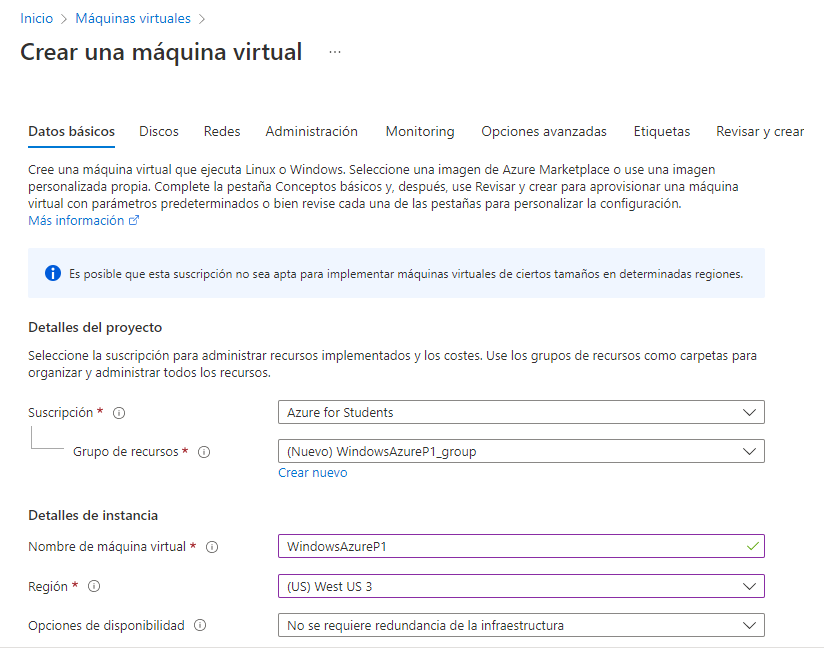 Inicio > Máquinas virtuales >
Crear una máquina virtual ...
Datos básicos Discos Redes Administración Monitoring Opciones avanzadas Etiquetas Revisar y crear
Cree una máquina virtual que ejecuta Linux o Windows. Seleccione una imagen de Azure Marketplace o use una imagen
personalizada propia. Complete la pestaña Conceptos básicos y, después, use Revisar y crear para aprovisionar una máquina
virtual con parámetros predeterminados o bien revise cada una de las pestañas para personalizar la configuración.
Más información
Es posible que esta suscripción no sea apta para implementar máquinas virtuales de ciertos tamaños en determinadas regiones.
Detalles del proyecto
Seleccione la suscripción para administrar recursos implementados y los costes. Use los grupos de recursos como carpetas para
organizar y administrar todos los recursos.
Suscripción * Azure for Students
Grupo de recursos * (Nuevo) WindowsAzureP1_group
Crear nuevo
Detalles de instancia
Nombre de máquina virtual * WindowsAzureP1
Región * (US) West US 3
Opciones de disponibilidad No se requiere redundancia de la infraestructura